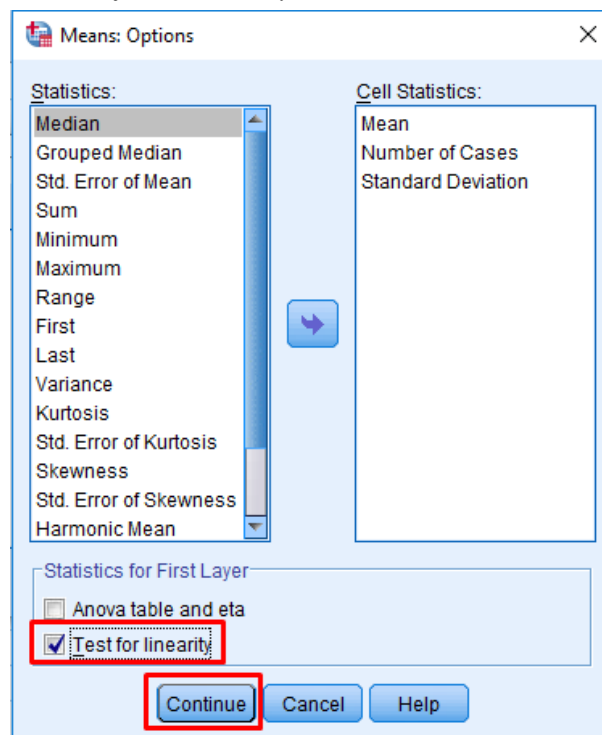 Means: Options
Statistics:
Median
Grouped Median
Std. Error of Mean
Sum
Minimum
Maximum
Range
First
Last
Variance
Kurtosis
Std. Error of Kurtosis
Skewness
Std. Error of Skewness
Harmonic Mean
Cell Statistics:
Mean
Number of Cases
Standard Deviation
Statistics for First Layer
Anova table and eta
Test for linearity
Continue Cancel Help